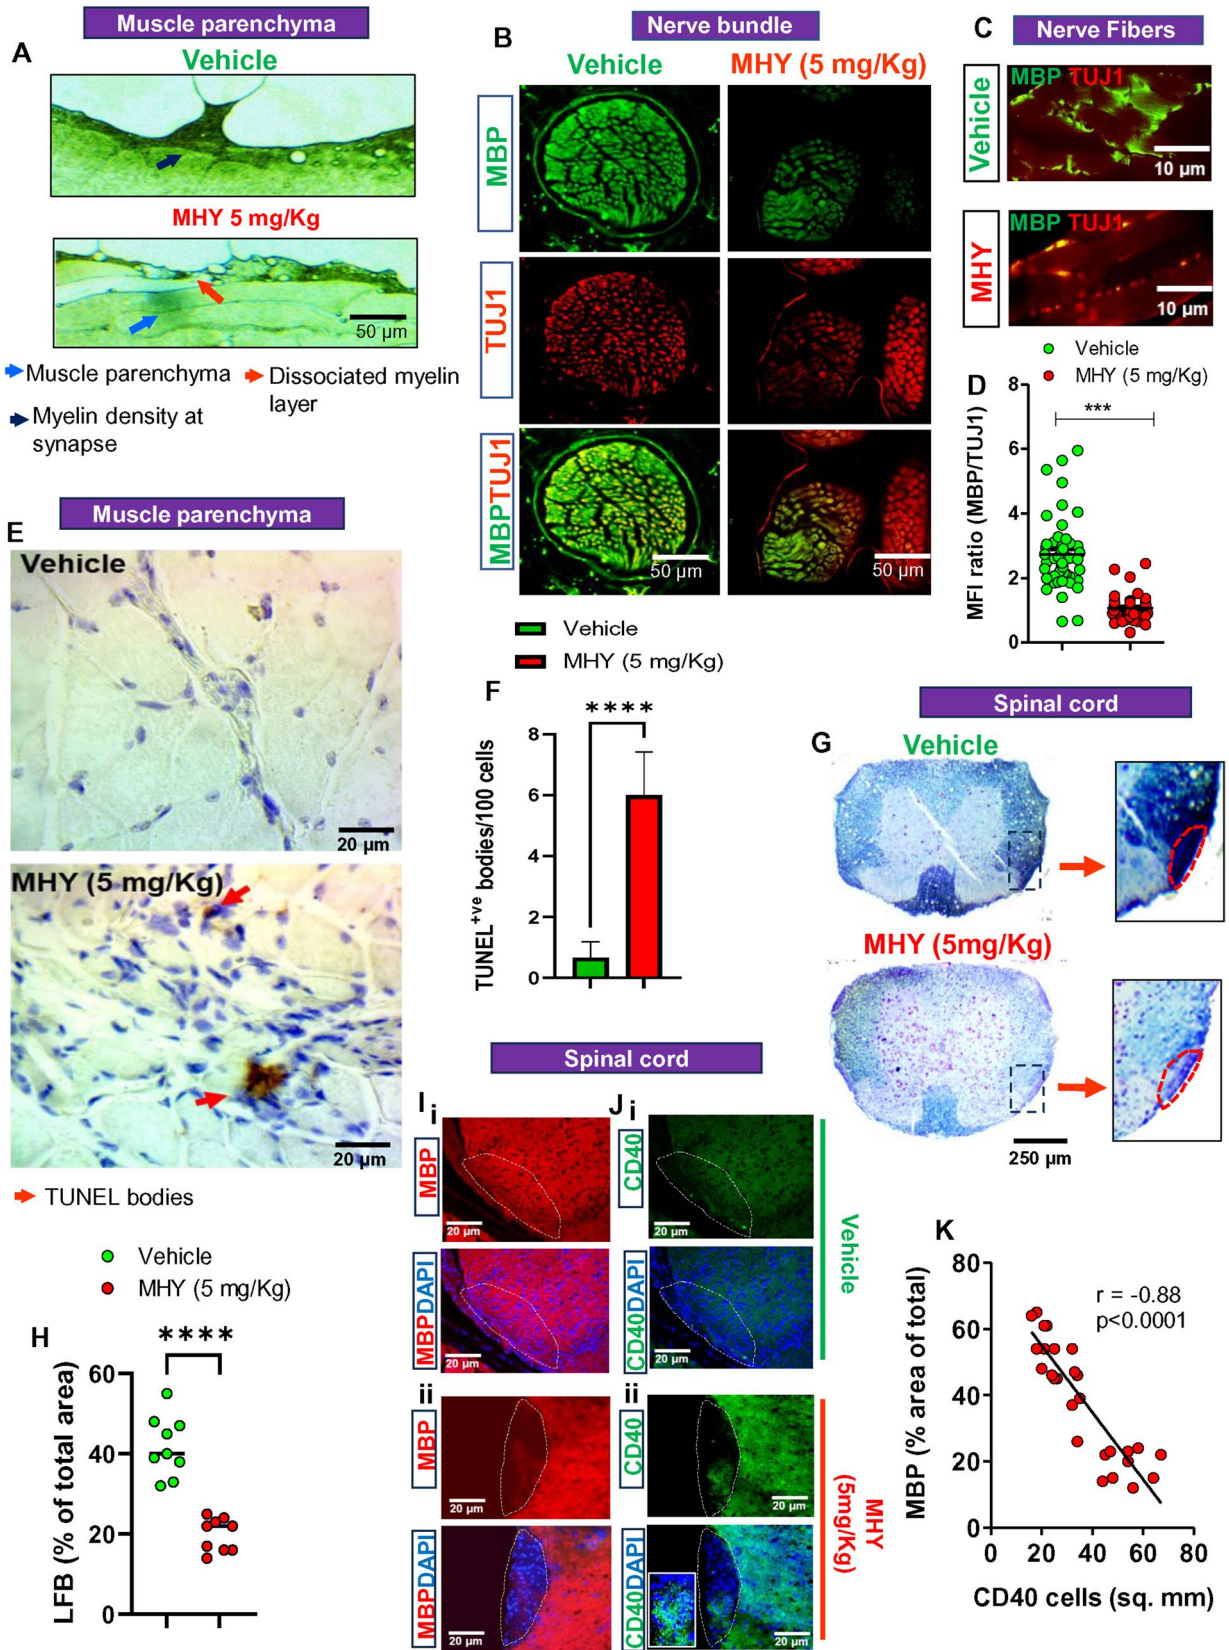 Muscle parenchyma
A
Vehicle
MHY 5 mg/Kg
50 µm
Muscle parenchyma
Dissociated myelin
layer
Myelin density at
synapse
B
Nerve bundle
Vehicle
MHY (5 mg/Kg)
MBP
TUJ1
MBPTUJ1
50 µm
50 µm
C
Nerve Fibers
Vehicle
MBP TUJ1
10 µm
MHY
MBP TUJ1
10 µm
D
Vehicle
MHY (5 mg/Kg)
***
MFI ratio (MBP/TUJ1)
8
6
4
2
0
Muscle parenchyma
E
Vehicle
20 µm
MHY (5 mg/Kg)
20 µm
TUNEL bodies
Vehicle
MHY (5 mg/Kg)
F
****
TUNEL+ve bodies/100 cells
8
6
4
2
0
Spinal cord
G
Vehicle
MHY (5mg/Kg)
250 µm
Vehicle
MHY (5 mg/Kg)
H
****
LFB (% of total area)
60
40
20
0
Spinal cord
I
i
MBP
20 µm
MBPDAPI
20 µm
ii
MBP
20 µm
MBPDAPI
20 µm
J
i
CD40
20 µm
CD40DAPI
20 µm
Vehicle
ii
CD40
20 µm
CD40DAPI
20 µm
MHY
(5mg/Kg)
K
r = -0.88
p<0.0001
MBP (% area of total)
80
60
40
20
0
0 20 40 60 80
CD40 cells (sq. mm)